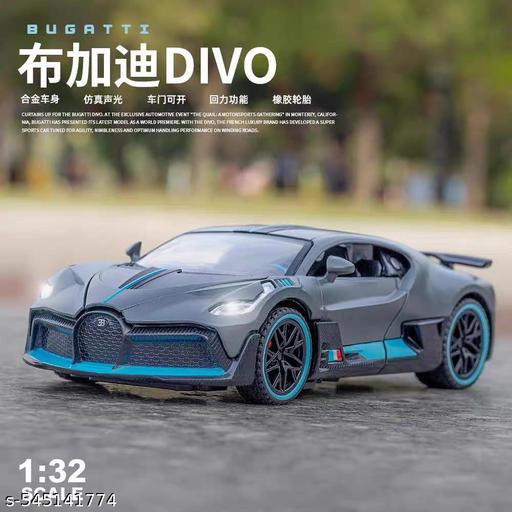 BUGATTI
布加迪DIVO
合金车身 仿真声光 车门可开 回力功能 橡胶轮胎
CURTAINS UP FOR THE BUGATTI DIVO. AT THE EXCLUSIVE AUTOMOTIVE EVENT "THE QUAIL: A MOTORSPORTS GATHERING" IN MONTEREY, CALIFOR-
NIA, BUGATTI HAS PRESENTED ITS LATEST MODEL AS A WORLD PREMIERE. WITH THE DIVO, THE FRENCH LUXURY BRAND HAS DEVELOPED A SUPER
SPORTS CAR TUNED FOR AGILITY, NIMBLENESS AND OPTIMUM HANDLING PERFORMANCE ON WINDING ROADS.
1:32
SCALE
s-545141774